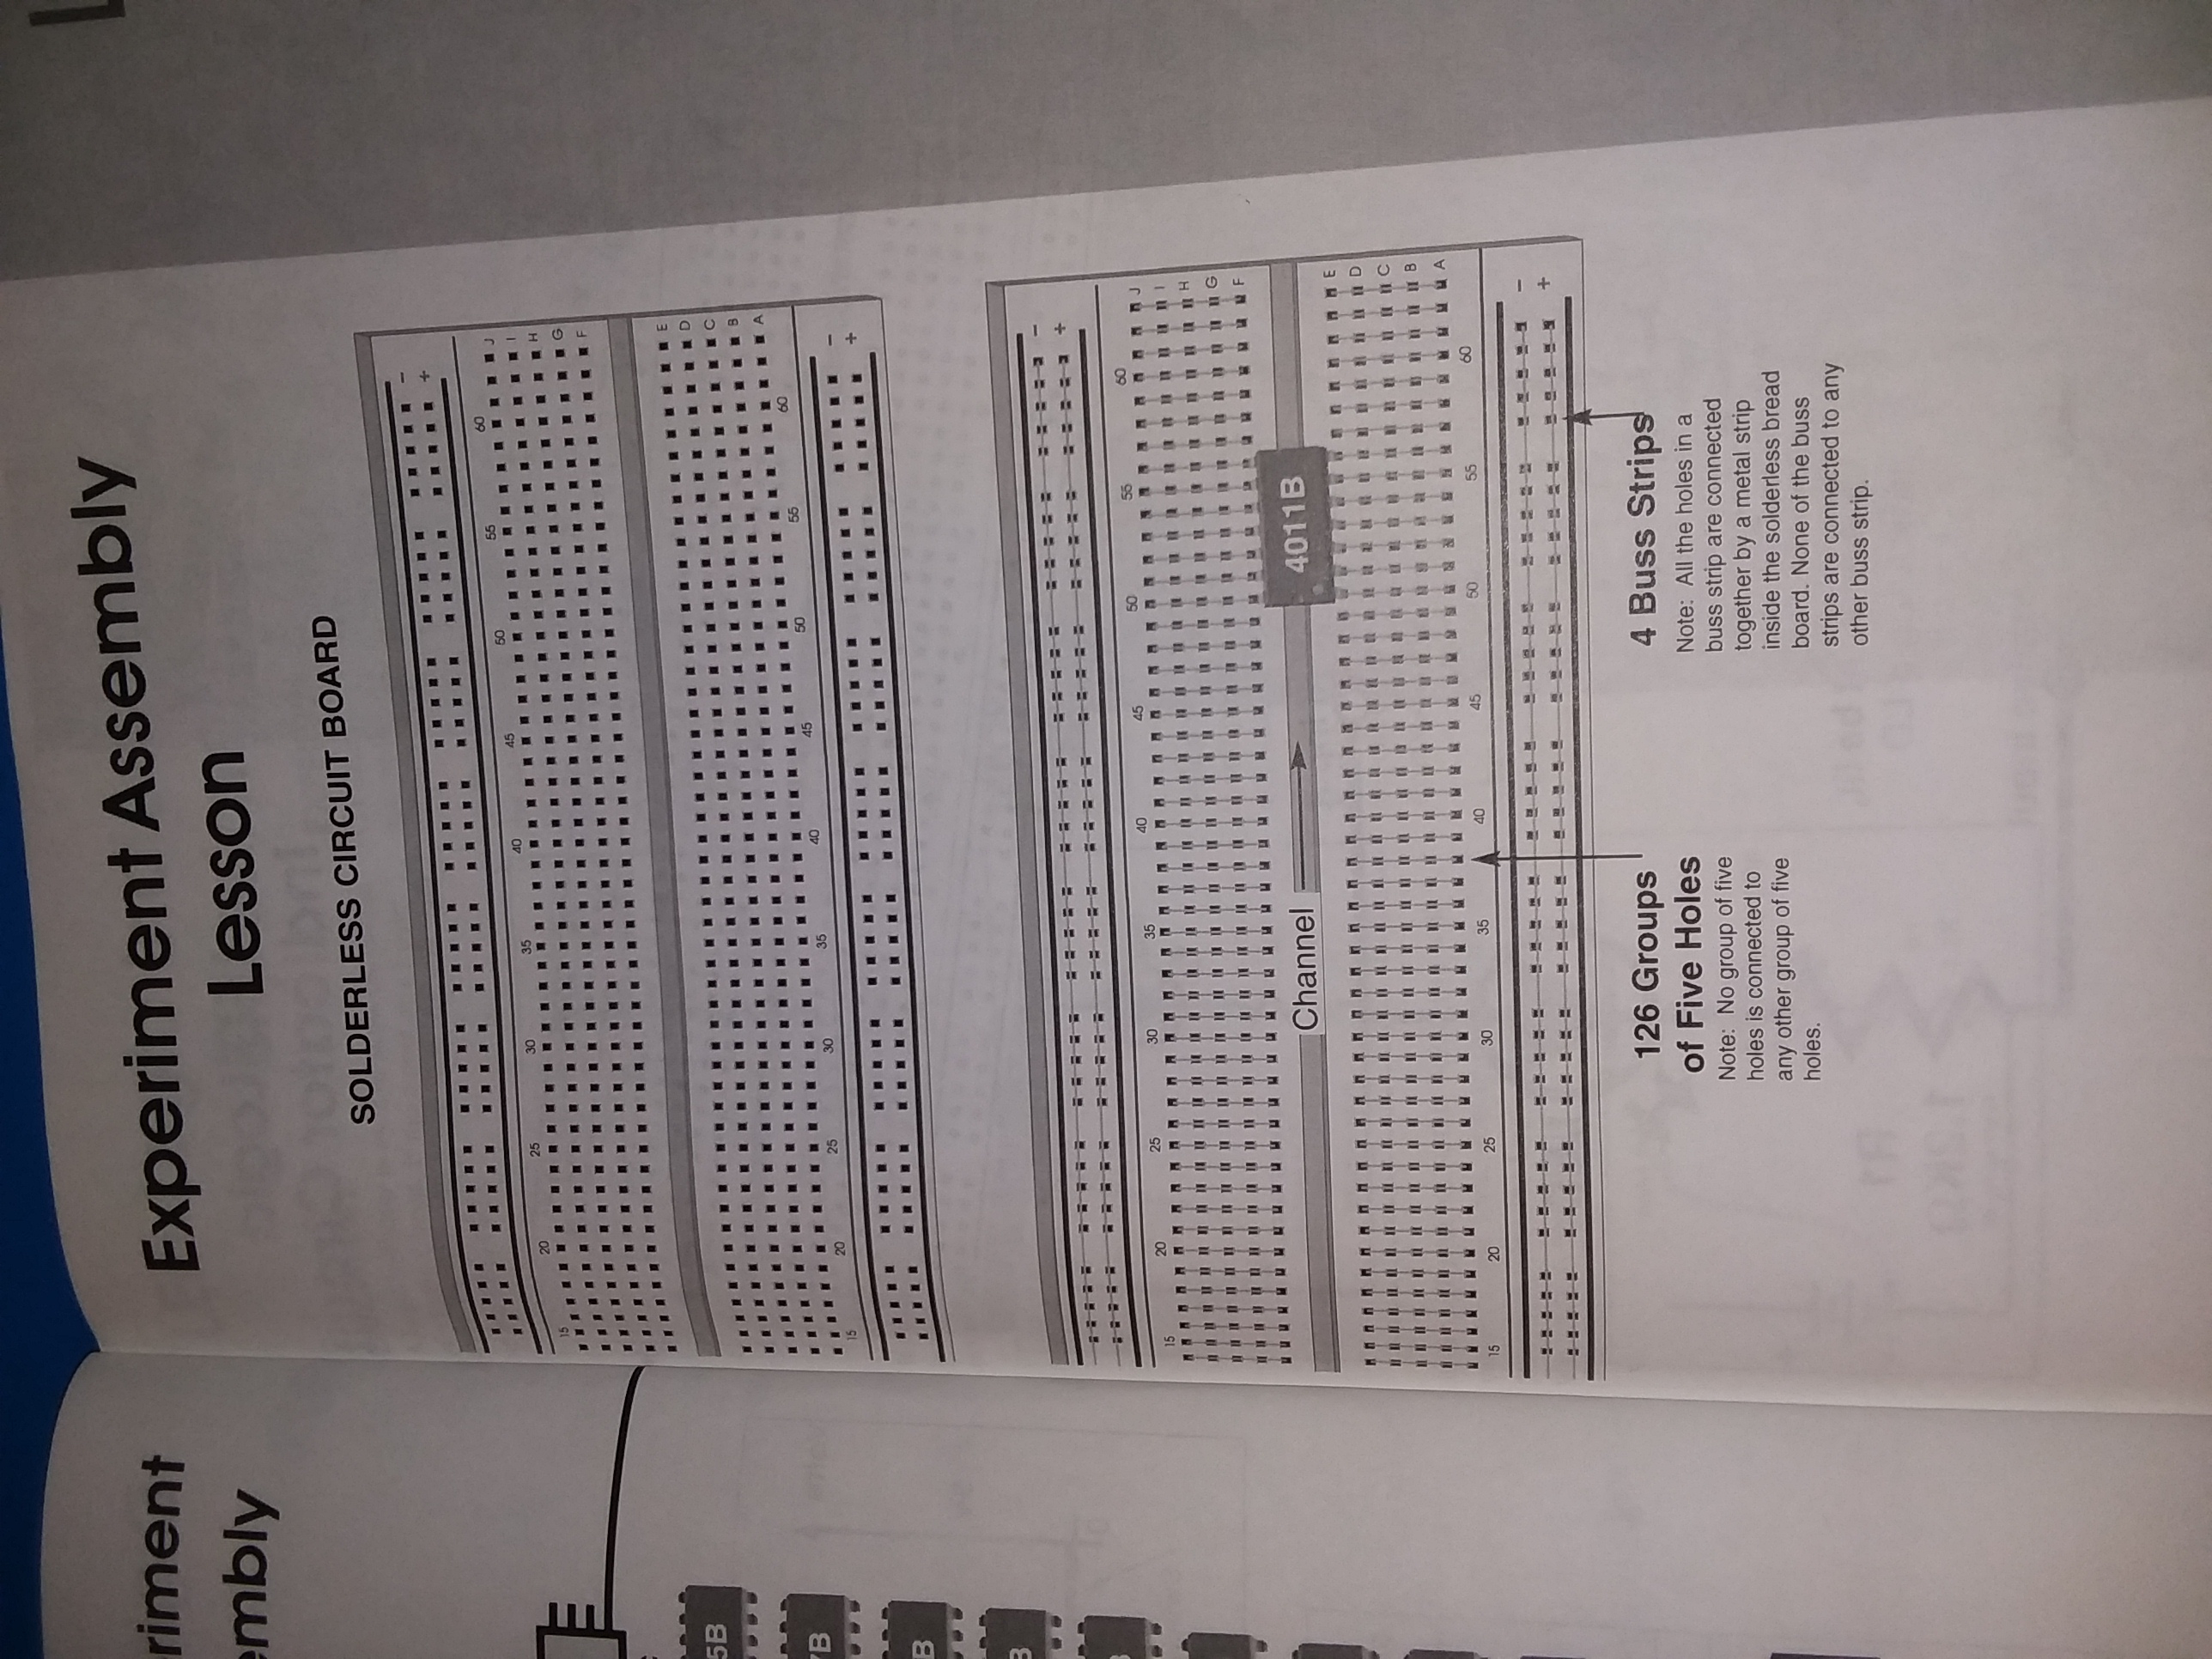 riment
embly
5B
7B
B
B
Experiment Assembly
Lesson
SOLDERLESS CIRCUIT BOARD
−
+
15 20 25 30 35 40 45 50 55 60
J
I
H
G
F
E
D
C
B
A
15 20 25 30 35 40 45 50 55 60
−
+
−
+
15 20 25 30 35 40 45 50 55 60
J
I
H
G
F
Channel
4011B
E
D
C
B
A
15 20 25 30 35 40 45 50 55 60
−
+
126 Groups
of Five Holes
Note: No group of five
holes is connected to
any other group of five
holes.
4 Buss Strips
Note: All the holes in a
buss strip are connected
together by a metal strip
inside the solderless bread
board. None of the buss
strips are connected to any
other buss strip.